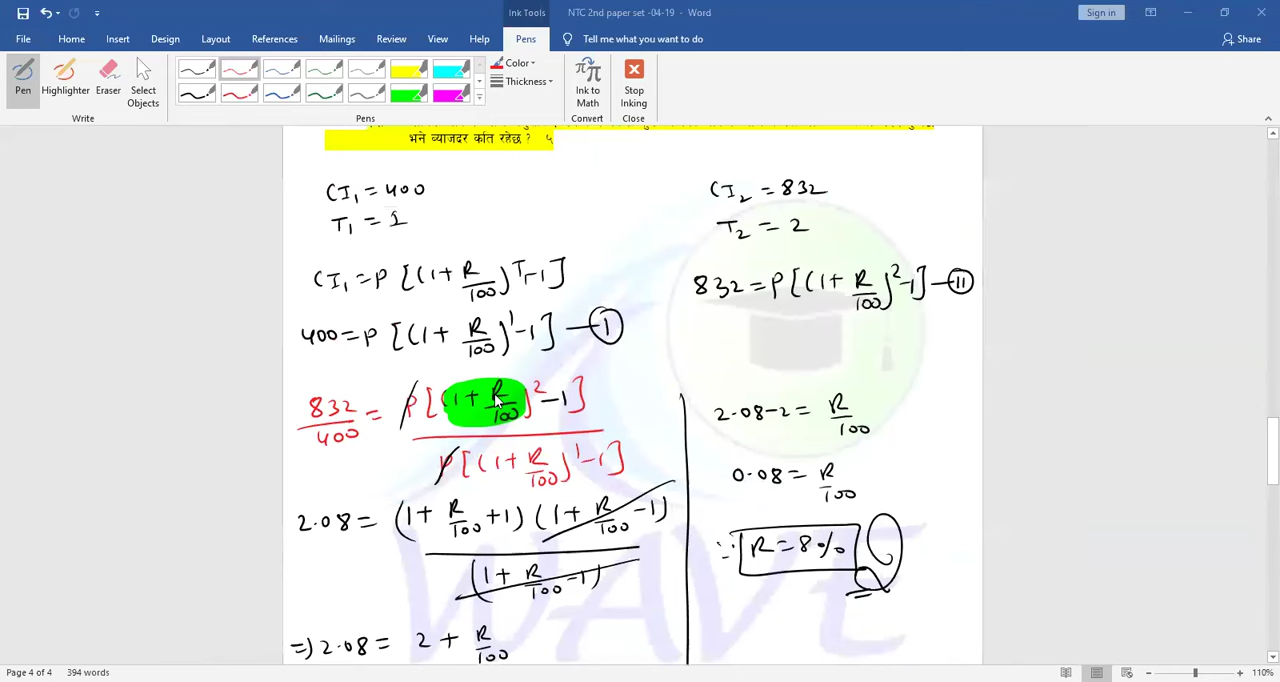 Ink Tools
NTC 2nd paper set -04-19 - Word
Sign in
File Home Insert Design Layout References Mailings Review View Help Pens Tell me what you want to do Share
Pen Highlighter Eraser Select Objects
Color
Thickness
Ink to Math
Stop Inking
Write Pens Convert Close
भने व्याजदर कति रहेछ ? ५
CI₁ = 400
T₁ = 1
CI₁ = P [(1 + R/100)^T - 1]
400 = P [(1 + R/100)^1 - 1] — I
832/400 = P[(1 + R/100)^2 - 1] / P[(1 + R/100)^1 - 1]
2.08 = (1 + R/100 + 1) (1 + R/100 - 1) / (1 + R/100 - 1)
=> 2.08 = 2 + R/100
CI₂ = 832
T₂ = 2
832 = P[(1 + R/100)^2 - 1] — II
2.08 - 2 = R/100
0.08 = R/100
∴ R = 8%
WAVE
Page 4 of 4 394 words
110%